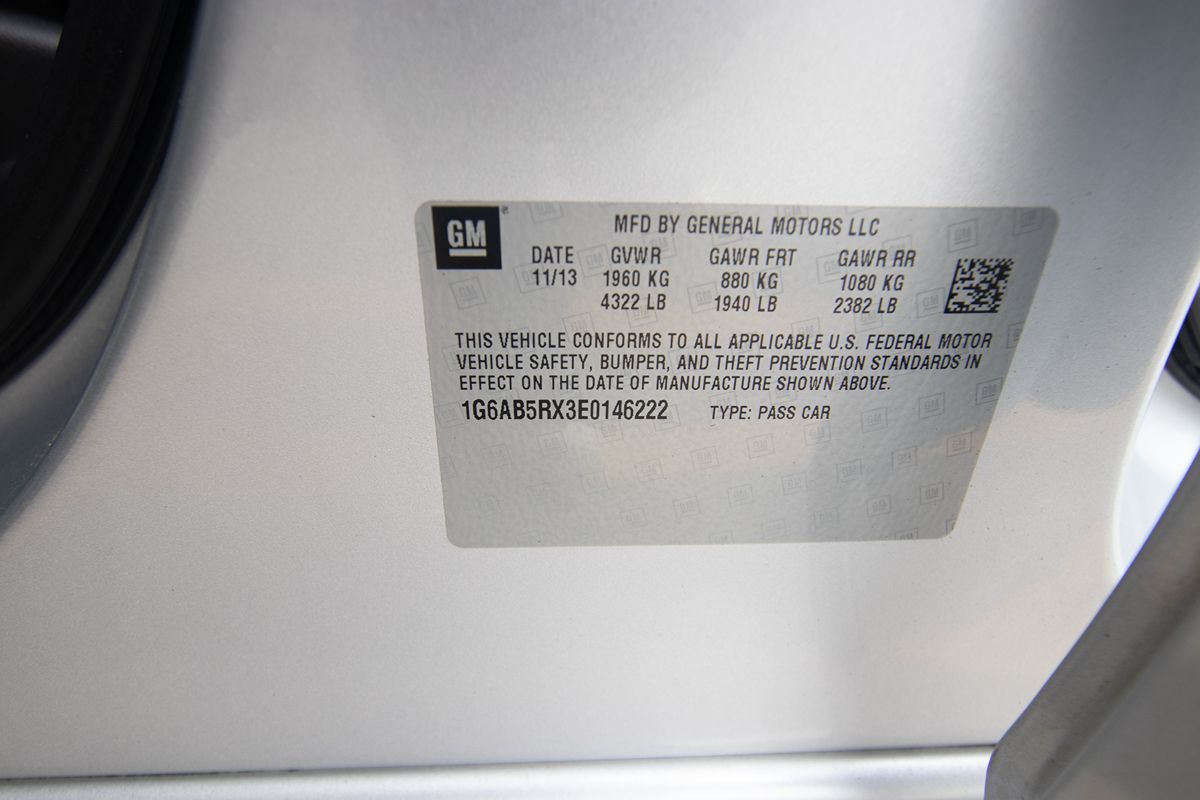 GM
MFD BY GENERAL MOTORS LLC
DATE GVWR GAWR FRT GAWR RR
11/13 1960 KG 880 KG 1080 KG
4322 LB 1940 LB 2382 LB
THIS VEHICLE CONFORMS TO ALL APPLICABLE U.S. FEDERAL MOTOR
VEHICLE SAFETY, BUMPER, AND THEFT PREVENTION STANDARDS IN
EFFECT ON THE DATE OF MANUFACTURE SHOWN ABOVE.
1G6AB5RX3E0146222 TYPE: PASS CAR